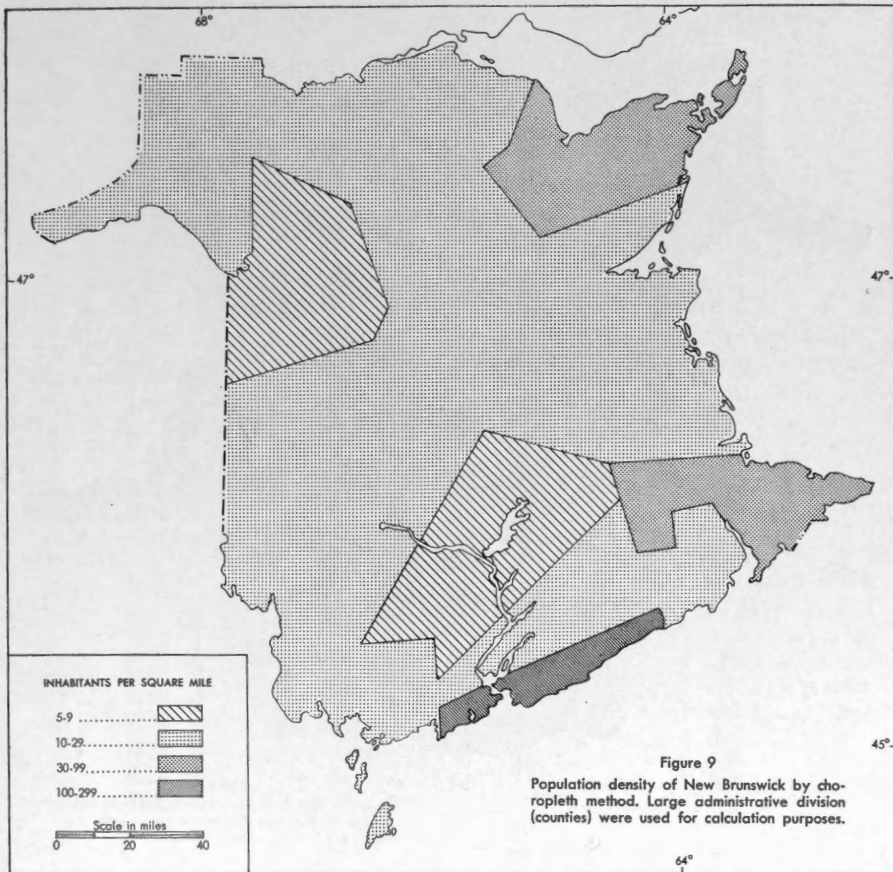 68°
64°
47°
47°
INHABITANTS PER SQUARE MILE
5-9
10-29
30-99
100-299
Scale in miles
0 20 40
45°
Figure 9
Population density of New Brunswick by cho-
ropleth method. Large administrative division
(counties) were used for calculation purposes.
64°